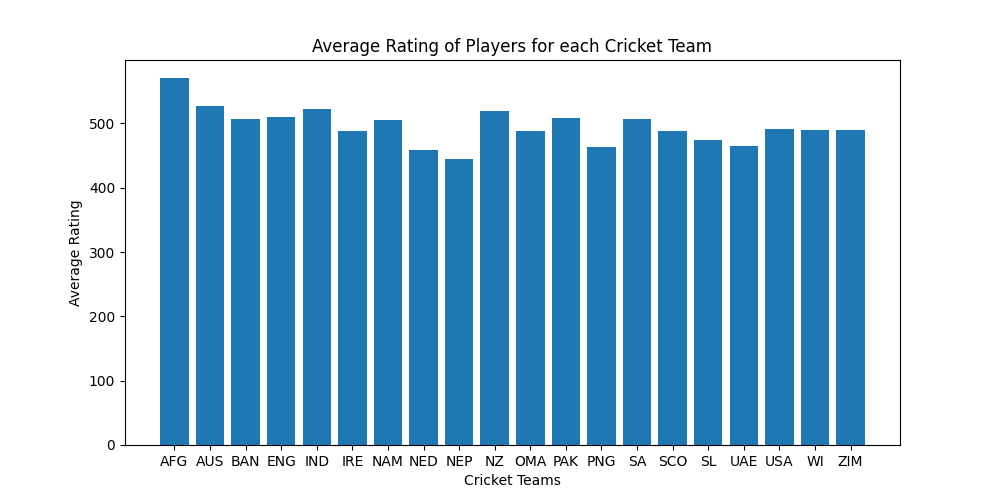 Average Rating of Players for each Cricket Team
Average Rating
500
400
300
200
100
0
AFG AUS BAN ENG IND IRE NAM NED NEP NZ OMA PAK PNG SA SCO SL UAE USA WI ZIM
Cricket Teams